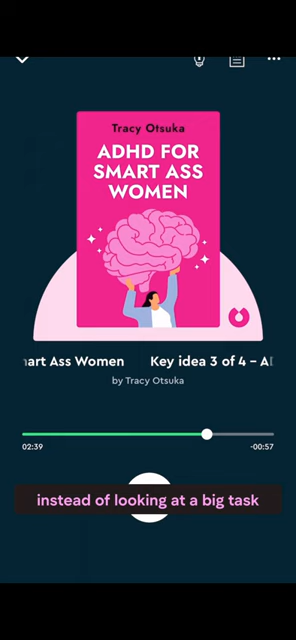 Tracy Otsuka
ADHD FOR
SMART ASS
WOMEN
art Ass Women Key idea 3 of 4 – A
by Tracy Otsuka
02:39 -00:57
instead of looking at a big task